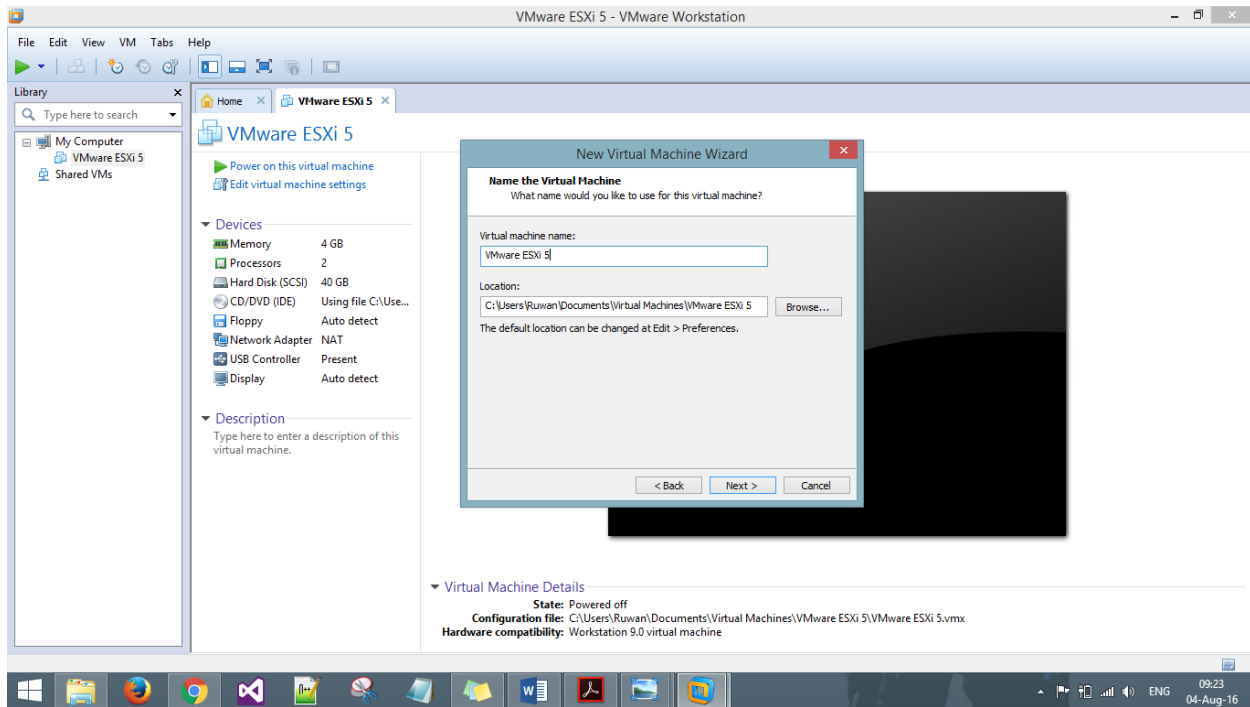 VMware ESXi 5 - VMware Workstation
File Edit View VM Tabs Help
Library
Type here to search
My Computer
VMware ESXi 5
Shared VMs
Home VMware ESXi 5
VMware ESXi 5
Power on this virtual machine
Edit virtual machine settings
Devices
Memory 4 GB
Processors 2
Hard Disk (SCSI) 40 GB
CD/DVD (IDE) Using file C:\Use...
Floppy Auto detect
Network Adapter NAT
USB Controller Present
Display Auto detect
Description
Type here to enter a description of this
virtual machine.
New Virtual Machine Wizard
Name the Virtual Machine
What name would you like to use for this virtual machine?
Virtual machine name:
VMware ESXi 5
Location:
C:\Users\Ruwan\Documents\Virtual Machines\VMware ESXi 5 Browse...
The default location can be changed at Edit > Preferences.
< Back Next > Cancel
Virtual Machine Details
State: Powered off
Configuration file: C:\Users\Ruwan\Documents\Virtual Machines\VMware ESXi 5\VMware ESXi 5.vmx
Hardware compatibility: Workstation 9.0 virtual machine
ENG 09:23
04-Aug-16